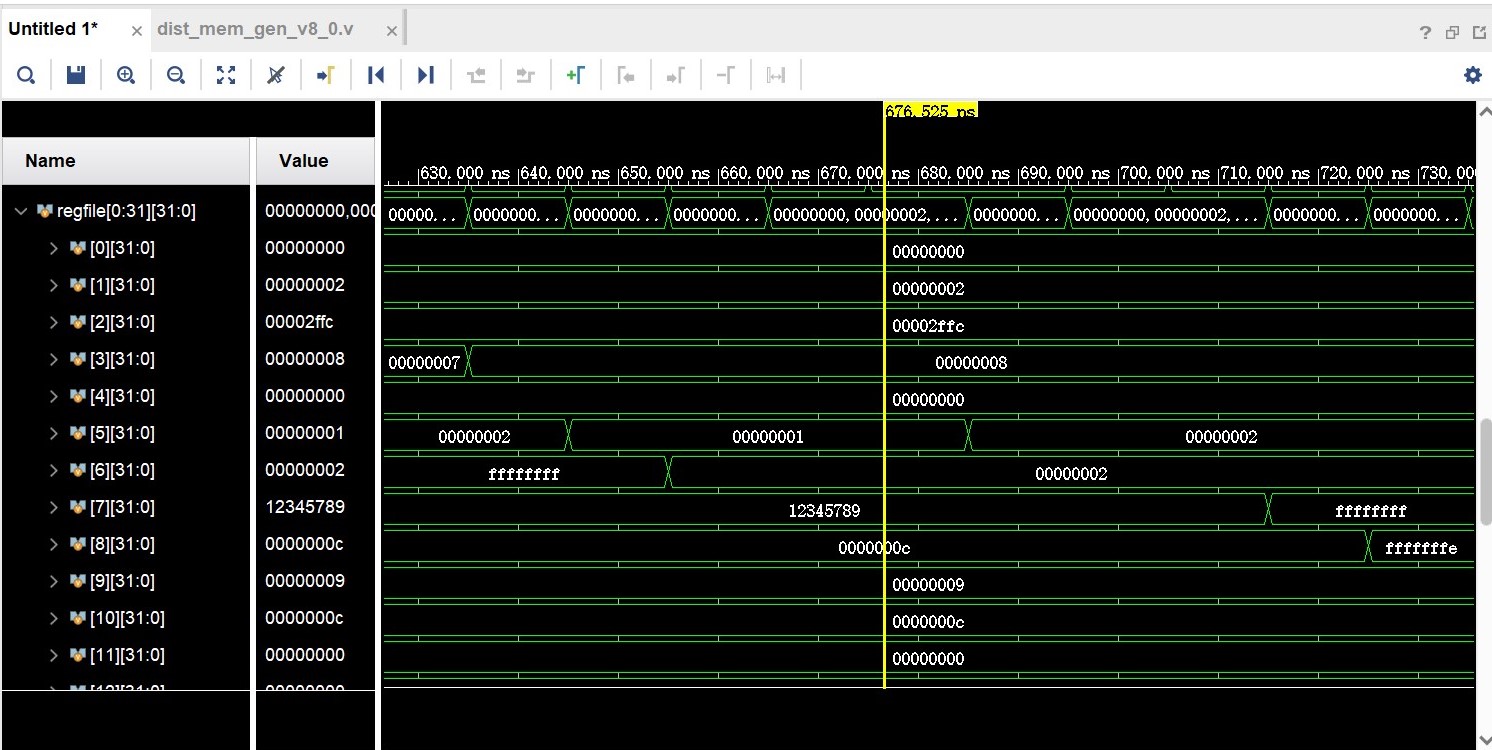 Untitled 1* × dist_mem_gen_v8_0.v ×
?
676.525 ns
Name Value
630.000 ns 640.000 ns 650.000 ns 660.000 ns 670.000 ns 680.000 ns 690.000 ns 700.000 ns 710.000 ns 720.000 ns 730.00
regfile[0:31][31:0] 00000000,000 00000... 0000000... 0000000... 0000000... 00000000,00000002,... 0000000... 00000000,00000002,... 0000000... 0000000...
[0][31:0] 00000000 00000000
[1][31:0] 00000002 00000002
[2][31:0] 00002ffc 00002ffc
[3][31:0] 00000008 00000007 00000008
[4][31:0] 00000000 00000000
[5][31:0] 00000001 00000002 00000001 00000002
[6][31:0] 00000002 ffffffff 00000002
[7][31:0] 12345789 12345789 ffffffff
[8][31:0] 0000000c 0000000c fffffffe
[9][31:0] 00000009 00000009
[10][31:0] 0000000c 0000000c
[11][31:0] 00000000 00000000
[12][31:0] 00000000